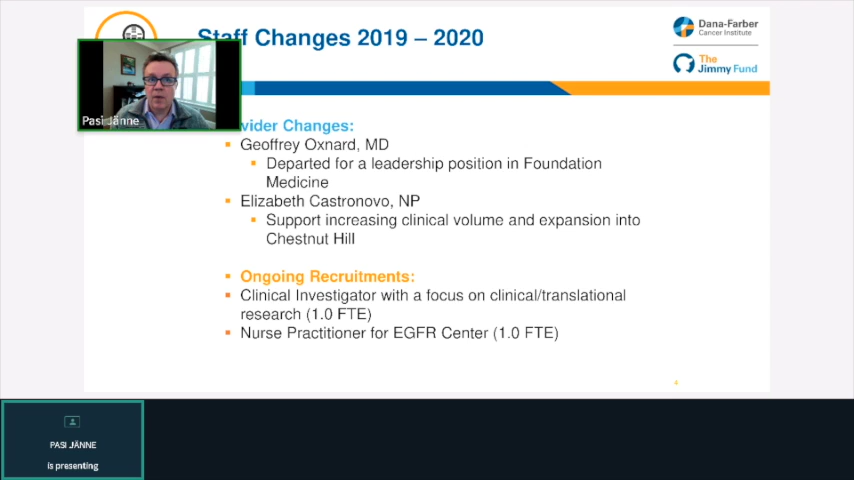 Staff Changes 2019 – 2020
Dana-Farber
Cancer Institute
The
Jimmy Fund
Pasi Jänne
vider Changes:
Geoffrey Oxnard, MD
Departed for a leadership position in Foundation
Medicine
Elizabeth Castronovo, NP
Support increasing clinical volume and expansion into
Chestnut Hill
Ongoing Recruitments:
Clinical Investigator with a focus on clinical/translational
research (1.0 FTE)
Nurse Practitioner for EGFR Center (1.0 FTE)
PASI JÄNNE
is presenting